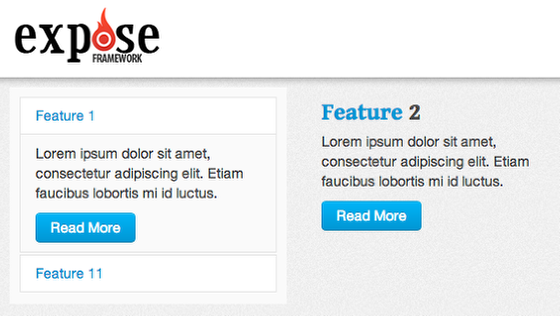 expose
FRAMEWORK
Feature 1
Lorem ipsum dolor sit amet,
consectetur adipiscing elit. Etiam
faucibus lobortis mi id luctus.
Read More
Feature 11
Feature 2
Lorem ipsum dolor sit amet,
consectetur adipiscing elit. Etiam
faucibus lobortis mi id luctus.
Read More